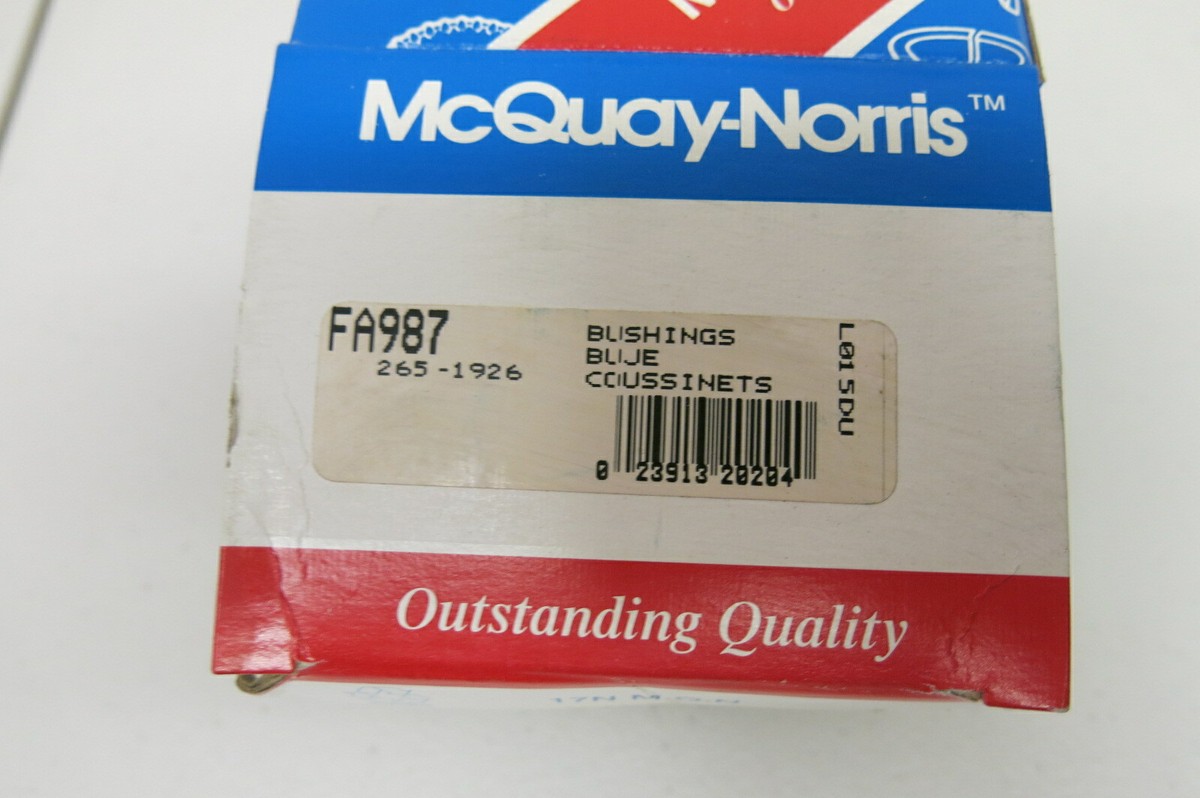 McQuay-Norris™
FA987
265-1926
BUSHINGS
BUJE
COUSSINETS
L015DU
0 23913 20204
Outstanding Quality